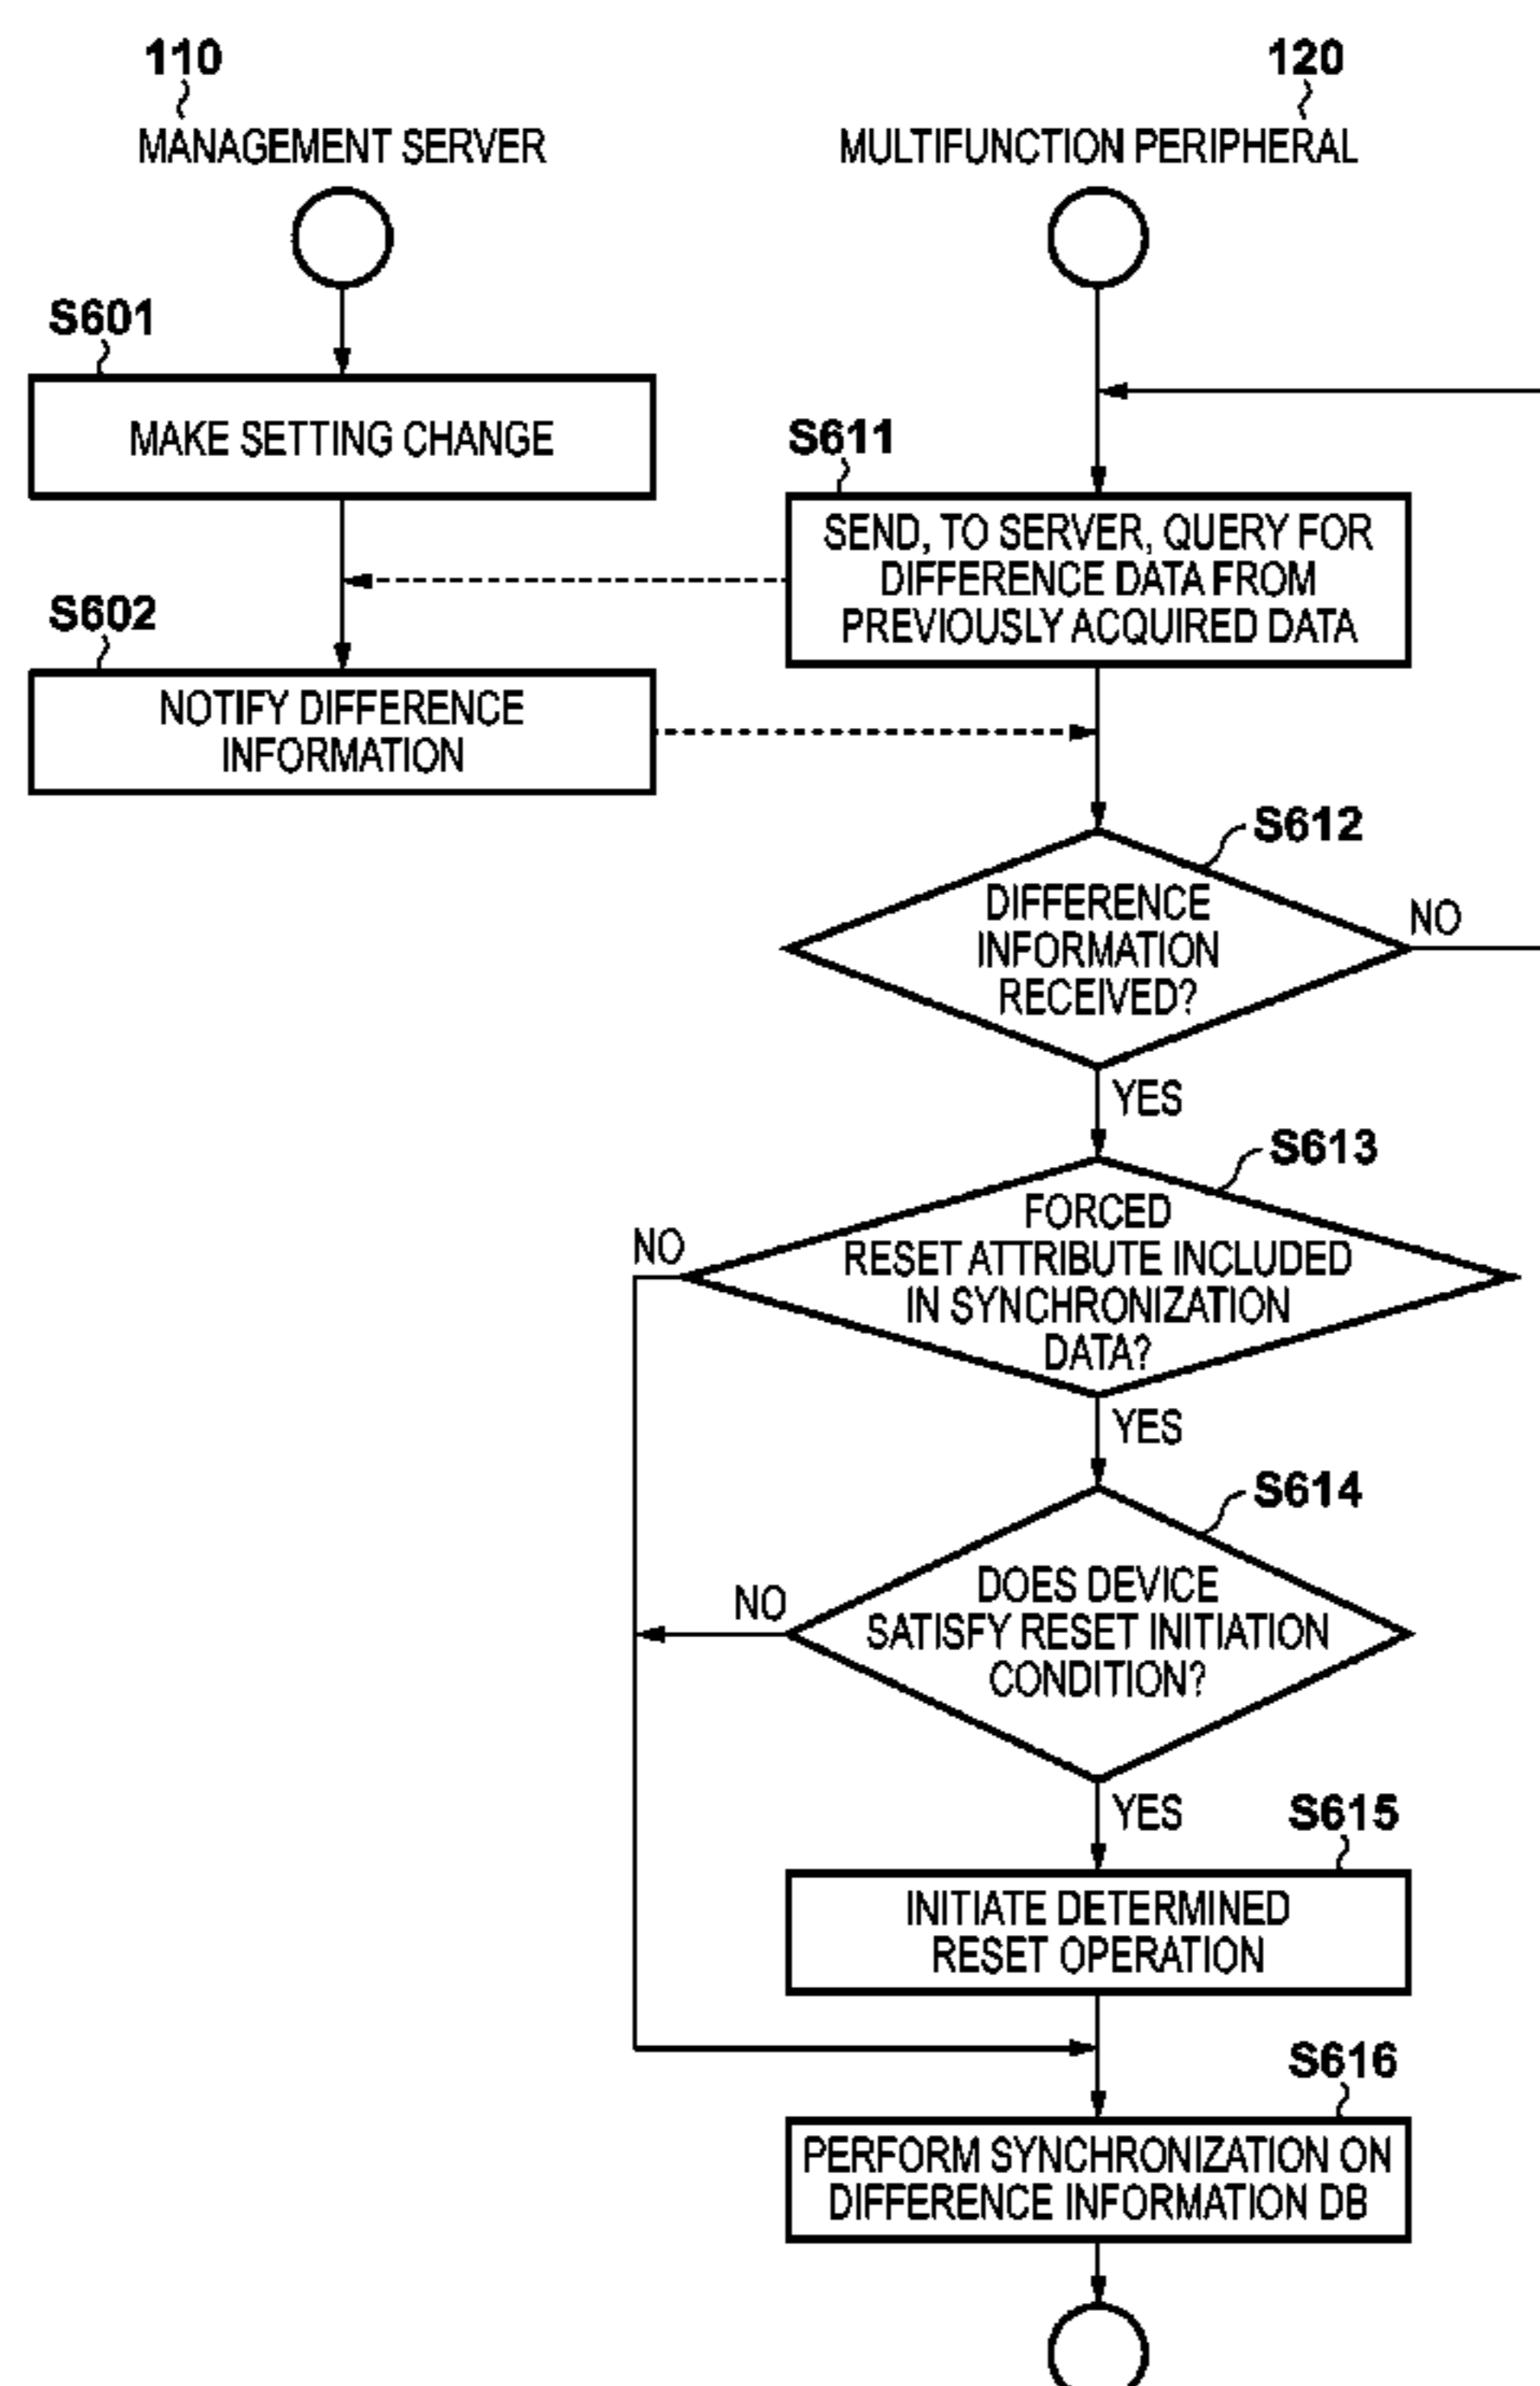 110
MANAGEMENT SERVER
120
MULTIFUNCTION PERIPHERAL
S601
MAKE SETTING CHANGE
S611
SEND, TO SERVER, QUERY FOR
DIFFERENCE DATA FROM
PREVIOUSLY ACQUIRED DATA
S602
NOTIFY DIFFERENCE
INFORMATION
S612
DIFFERENCE
INFORMATION
RECEIVED?
NO
YES
S613
FORCED
RESET ATTRIBUTE INCLUDED
IN SYNCHRONIZATION
DATA?
NO
YES
S614
DOES DEVICE
SATISFY RESET INITIATION
CONDITION?
NO
YES
S615
INITIATE DETERMINED
RESET OPERATION
S616
PERFORM SYNCHRONIZATION ON
DIFFERENCE INFORMATION DB